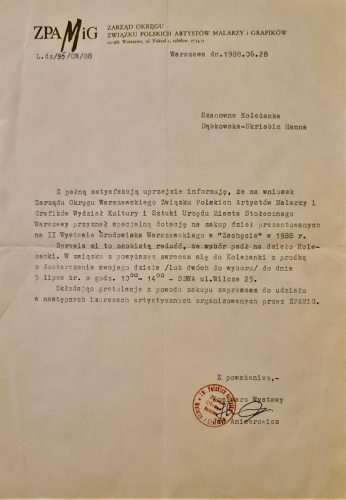 ZPAMiG
ZARZĄD OKRĘGU
ZWIĄZKU POLSKICH ARTYSTÓW MALARZY i GRAFIKÓW
L.dz/95/OW/88
Warszawa dn.1988.06.28
Szanowna Koleżanka
Dąbkowska-Skriabin Hanna
Z pełną satysfakcją uprzejmie informuję, że na wniosek
Zarządu Okręgu Warszawskiego Związku Polskich Artystów Malarzy i
Grafików Wydział Kultury i Sztuki Urzędu Miasta Stołecznego
Warszawy przyznał specjalną dotację na zakup dzieł prezentowanych
na II Wystawie Środowiska Warszawskiego w "Zachęcie" w 1988 r.
Sprawia mi to osobistą radość, że wybór padł na dzieło Kole-
żanki. W związku z powyższym zwracam się do Koleżanki z prośbą
o dostarczenie swojego dzieła /lub dwóch do wyboru/ do dnia
5 lipca br. o godz. 10⁰⁰- 14⁰⁰ - SBWA ul.Wilcza 25.
Składając gratulacje z powodu zakupu zapraszam do udziału
w następnych imprezach artystycznych organizowanych przez ZPAMiG.
Z poważaniem,-
Komisarz Wystawy
Jan Aniserowicz